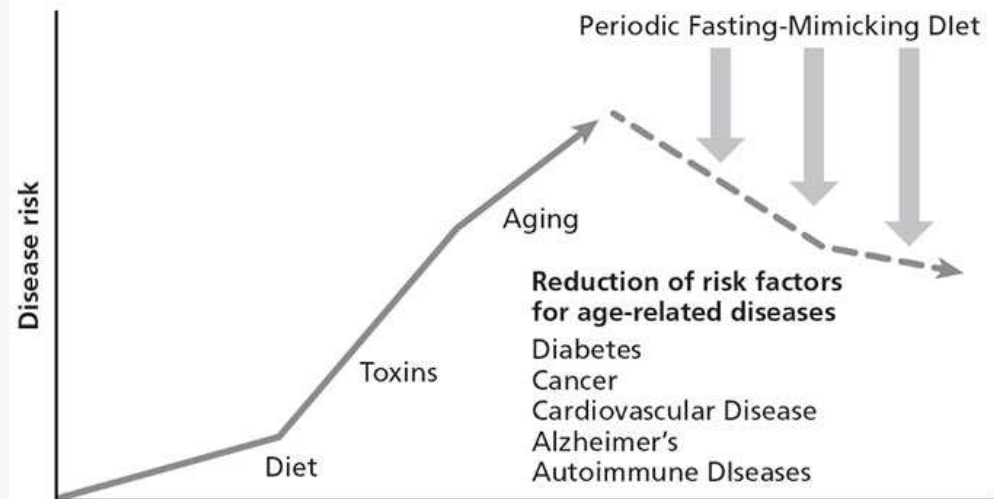 Periodic Fasting-Mimicking DIet
Disease risk
Aging
Reduction of risk factors
for age-related diseases
Diabetes
Toxins
Cancer
Cardiovascular Disease
Alzheimer’s
Diet
Autoimmune DIseases